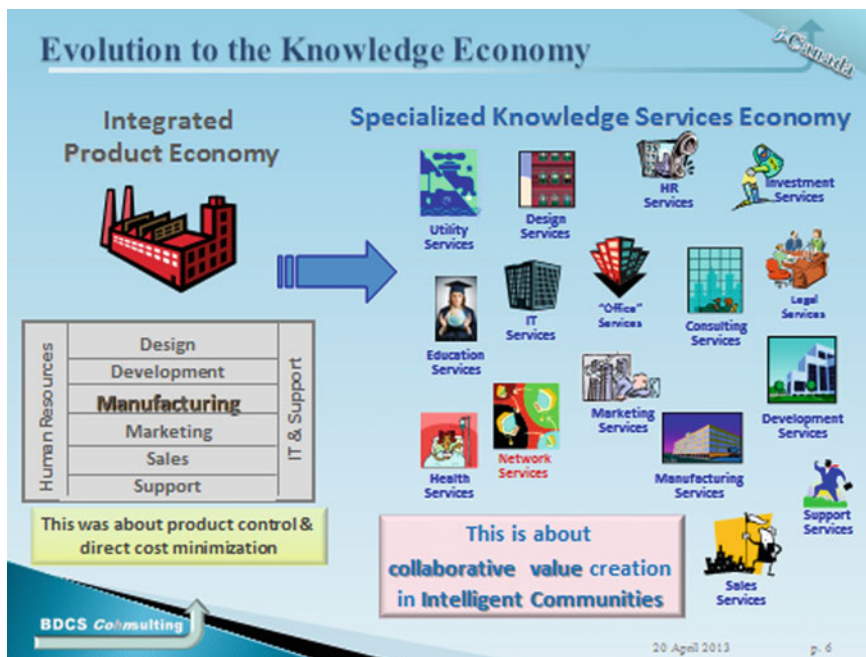 Evolution to the Knowledge Economy
i-Canada
Integrated
Product Economy
Human Resources
Design
Development
Manufacturing
Marketing
Sales
Support
IT & Support
This was about product control &
direct cost minimization
Specialized Knowledge Services Economy
Utility
Services
Design
Services
HR
Services
Investment
Services
Education
Services
IT
Services
"Office"
Services
Consulting
Services
Legal
Services
Health
Services
Network
Services
Marketing
Services
Manufacturing
Services
Development
Services
Support
Services
Sales
Services
This is about
collaborative value creation
in Intelligent Communities
BDCS Cohmsulting
20 April 2013
p. 6